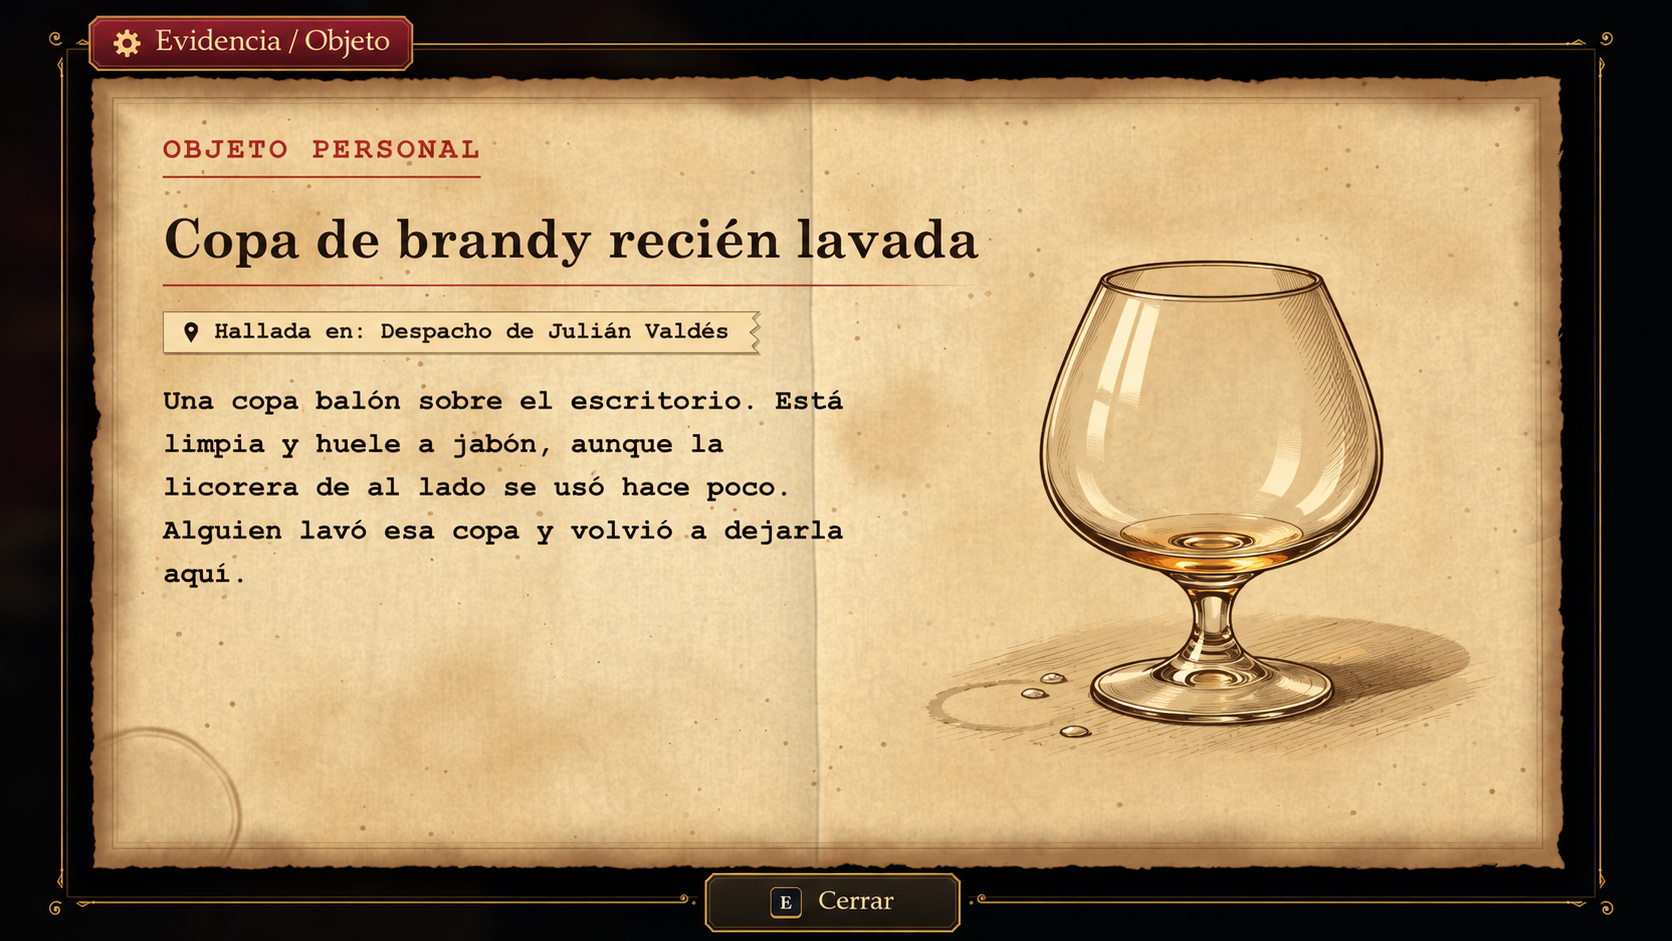 Evidencia / Objeto
OBJETO PERSONAL
Copa de brandy recién lavada
Hallada en: Despacho de Julián Valdés
Una copa balón sobre el escritorio. Está
limpia y huele a jabón, aunque la
licorera de al lado se usó hace poco.
Alguien lavó esa copa y volvió a dejarla
aquí.
E Cerrar